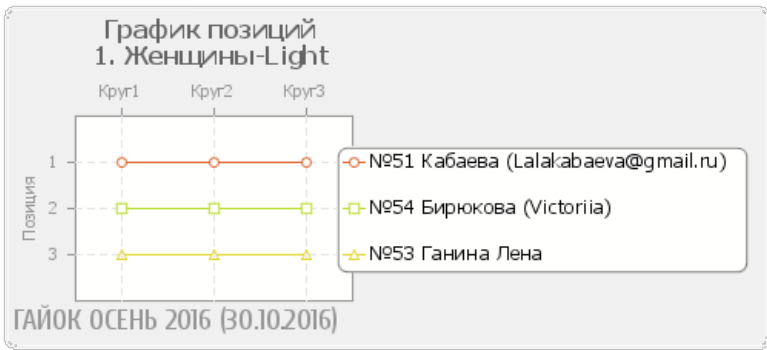 График позиций
1. Женщины-Light
Круг1 Круг2 Круг3
Позиция
1
2
3
№51 Кабаева (Lalakabaeva@gmail.ru)
№54 Бирюкова (Victoriia)
№53 Ганина Лена
ГАЙОК ОСЕНЬ 2016 (30.10.2016)